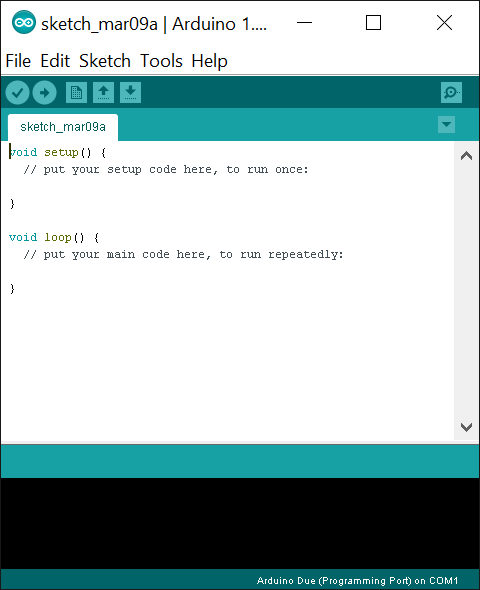 sketch_mar09a | Arduino 1....
File Edit Sketch Tools Help
sketch_mar09a
void setup() {
  // put your setup code here, to run once:
}
void loop() {
  // put your main code here, to run repeatedly:
}
Arduino Due (Programming Port) on COM1